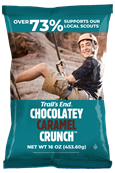 OVER 73% SUPPORTS OUR
LOCAL SCOUTS
Trail's End.
CHOCOLATEY
CARAMEL
CRUNCH
NET WT 16 OZ (453.60g)